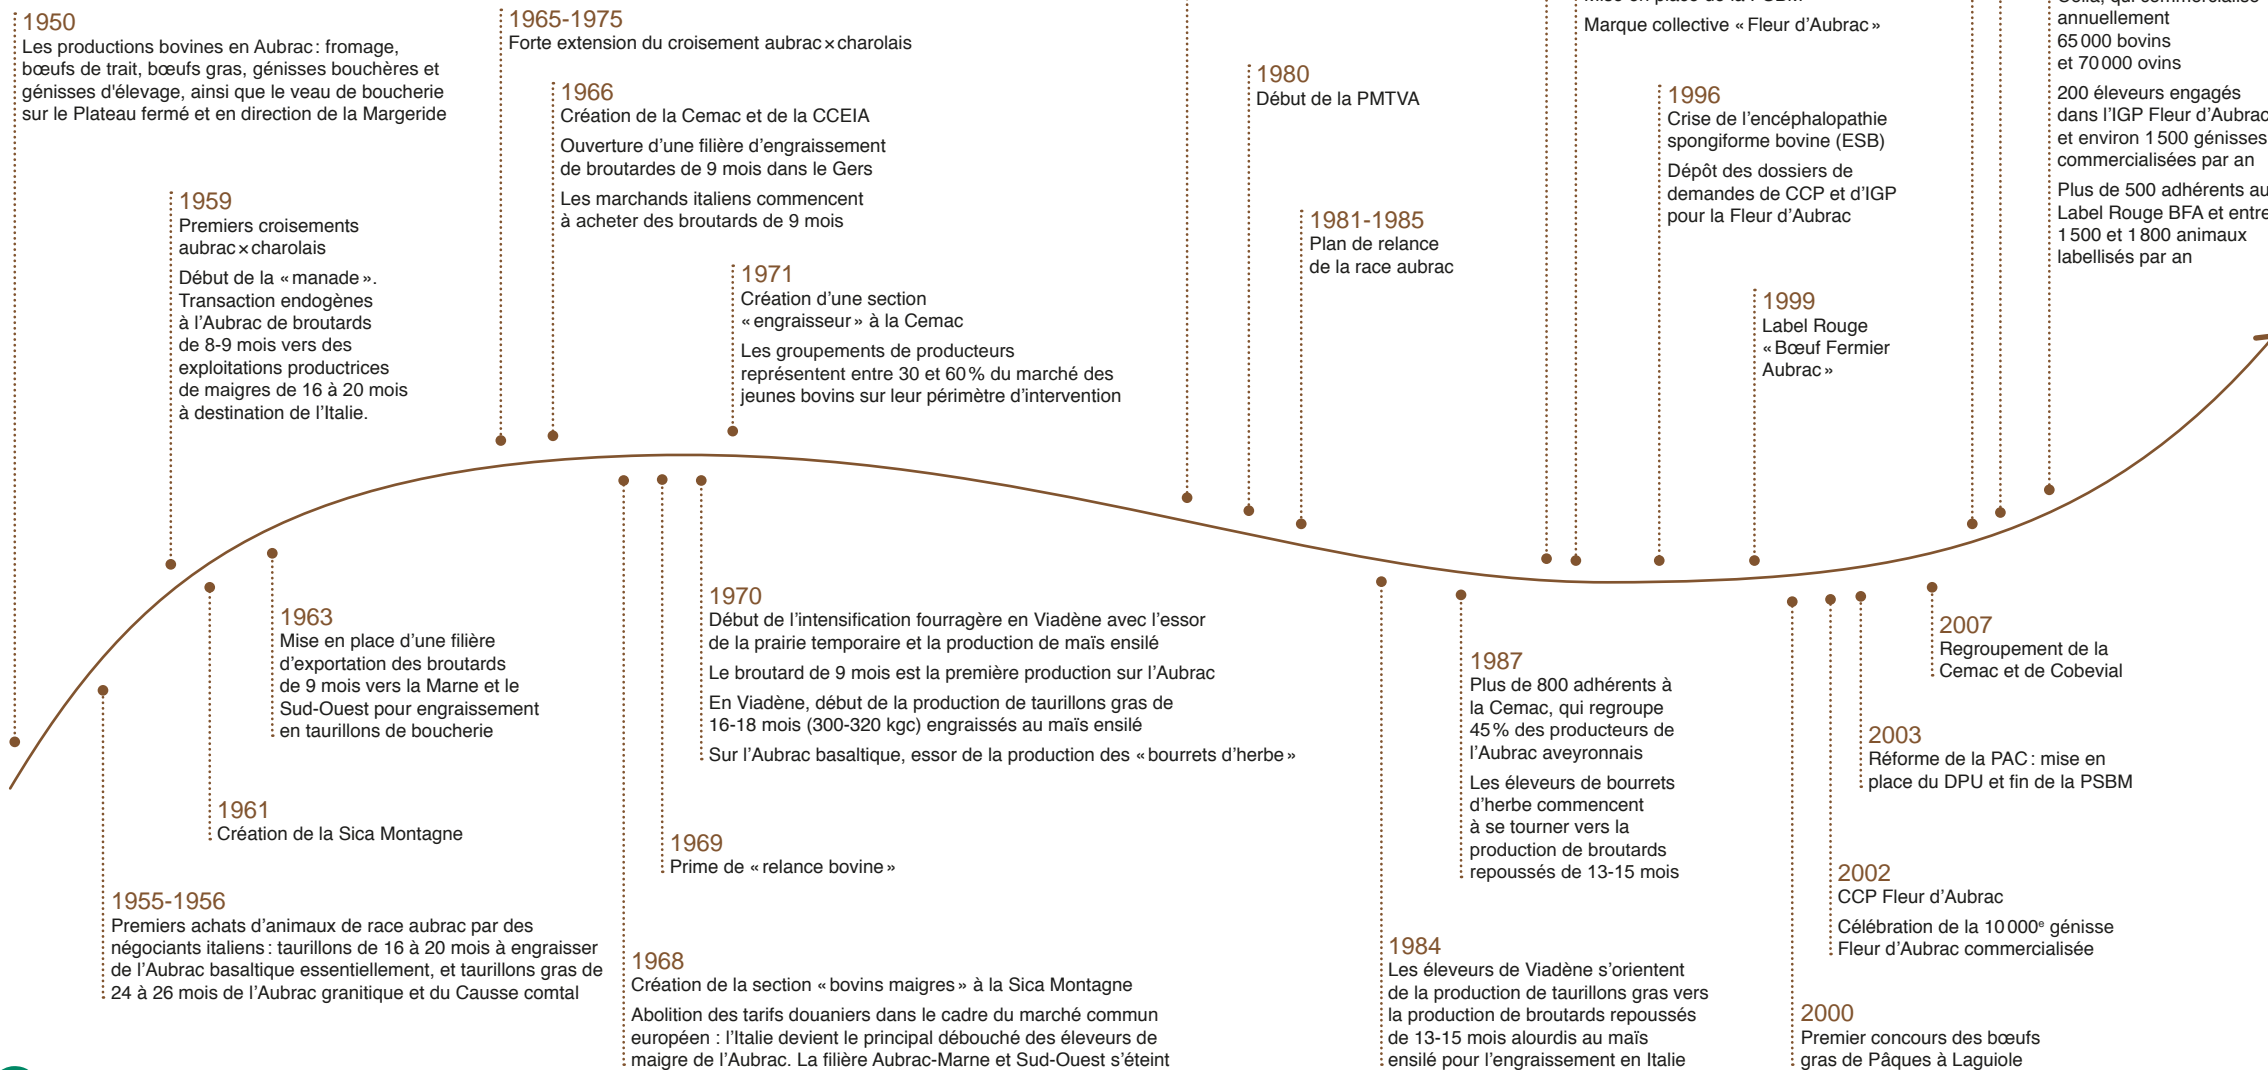 1950
Les productions bovines en Aubrac : fromage,
bœufs de trait, bœufs gras, génisses bouchères et
génisses d'élevage, ainsi que le veau de boucherie
sur le Plateau fermé et en direction de la Margeride
1959
Premiers croisements
aubrac × charolais
Début de la « manade ».
Transaction endogènes
à l'Aubrac de broutards
de 8-9 mois vers des
exploitations productrices
de maigres de 16 à 20 mois
à destination de l'Italie.
1965-1975
Forte extension du croisement aubrac × charolais
1966
Création de la Cemac et de la CCEIA
Ouverture d'une filière d'engraissement
de broutardes de 9 mois dans le Gers
Les marchands italiens commencent
à acheter des broutards de 9 mois
1971
Création d'une section
« engraisseur » à la Cemac
Les groupements de producteurs
représentent entre 30 et 60 % du marché des
jeunes bovins sur leur périmètre d'intervention
1980
Début de la PMTVA
1981-1985
Plan de relance
de la race aubrac
Marque collective « Fleur d'Aubrac »
1996
Crise de l'encéphalopathie
spongiforme bovine (ESB)
Dépôt des dossiers de
demandes de CCP et d'IGP
pour la Fleur d'Aubrac
1999
Label Rouge
« Bœuf Fermier
Aubrac »
annuellement
65 000 bovins
et 70 000 ovins
200 éleveurs engagés
dans l'IGP Fleur d'Aubrac
et environ 1 500 génisses
commercialisées par an
Plus de 500 adhérents au
Label Rouge BFA et entre
1 500 et 1 800 animaux
labellisés par an
1955-1956
Premiers achats d'animaux de race aubrac par des
négociants italiens : taurillons de 16 à 20 mois à engraisser
de l'Aubrac basaltique essentiellement, et taurillons gras de
24 à 26 mois de l'Aubrac granitique et du Causse comtal
1961
Création de la Sica Montagne
1963
Mise en place d'une filière
d'exportation des broutards
de 9 mois vers la Marne et le
Sud-Ouest pour engraissement
en taurillons de boucherie
1968
Création de la section « bovins maigres » à la Sica Montagne
Abolition des tarifs douaniers dans le cadre du marché commun
européen : l'Italie devient le principal débouché des éleveurs de
maigre de l'Aubrac. La filière Aubrac-Marne et Sud-Ouest s'éteint
1969
Prime de « relance bovine »
1970
Début de l'intensification fourragère en Viadène avec l'essor
de la prairie temporaire et la production de maïs ensilé
Le broutard de 9 mois est la première production sur l'Aubrac
En Viadène, début de la production de taurillons gras de
16-18 mois (300-320 kgc) engraissés au maïs ensilé
Sur l'Aubrac basaltique, essor de la production des « bourrets d'herbe »
1984
Les éleveurs de Viadène s'orientent
de la production de taurillons gras vers
la production de broutards repoussés
de 13-15 mois alourdis au maïs
ensilé pour l'engraissement en Italie
1987
Plus de 800 adhérents à
la Cemac, qui regroupe
45 % des producteurs de
l'Aubrac aveyronnais
Les éleveurs de bourrets
d'herbe commencent
à se tourner vers la
production de broutards
repoussés de 13-15 mois
2000
Premier concours des bœufs
gras de Pâques à Laguiole
2002
CCP Fleur d'Aubrac
Célébration de la 10 000e génisse
Fleur d'Aubrac commercialisée
2003
Réforme de la PAC : mise en
place du DPU et fin de la PSBM
2007
Regroupement de la
Cemac et de Cobevial